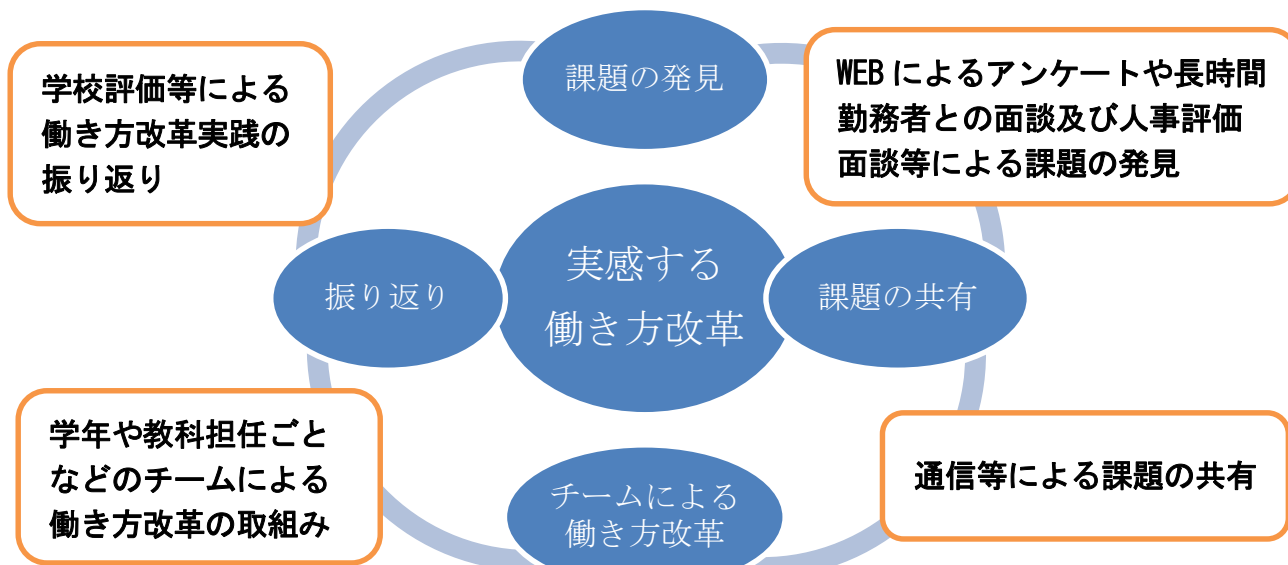 課題の発見
学校評価等による
働き方改革実践の
振り返り
WEBによるアンケートや長時間
勤務者との面談及び人事評価
面談等による課題の発見
実感する
働き方改革
振り返り
課題の共有
学年や教科担任ごと
などのチームによる
働き方改革の取組み
通信等による課題の共有
チームによる
働き方改革